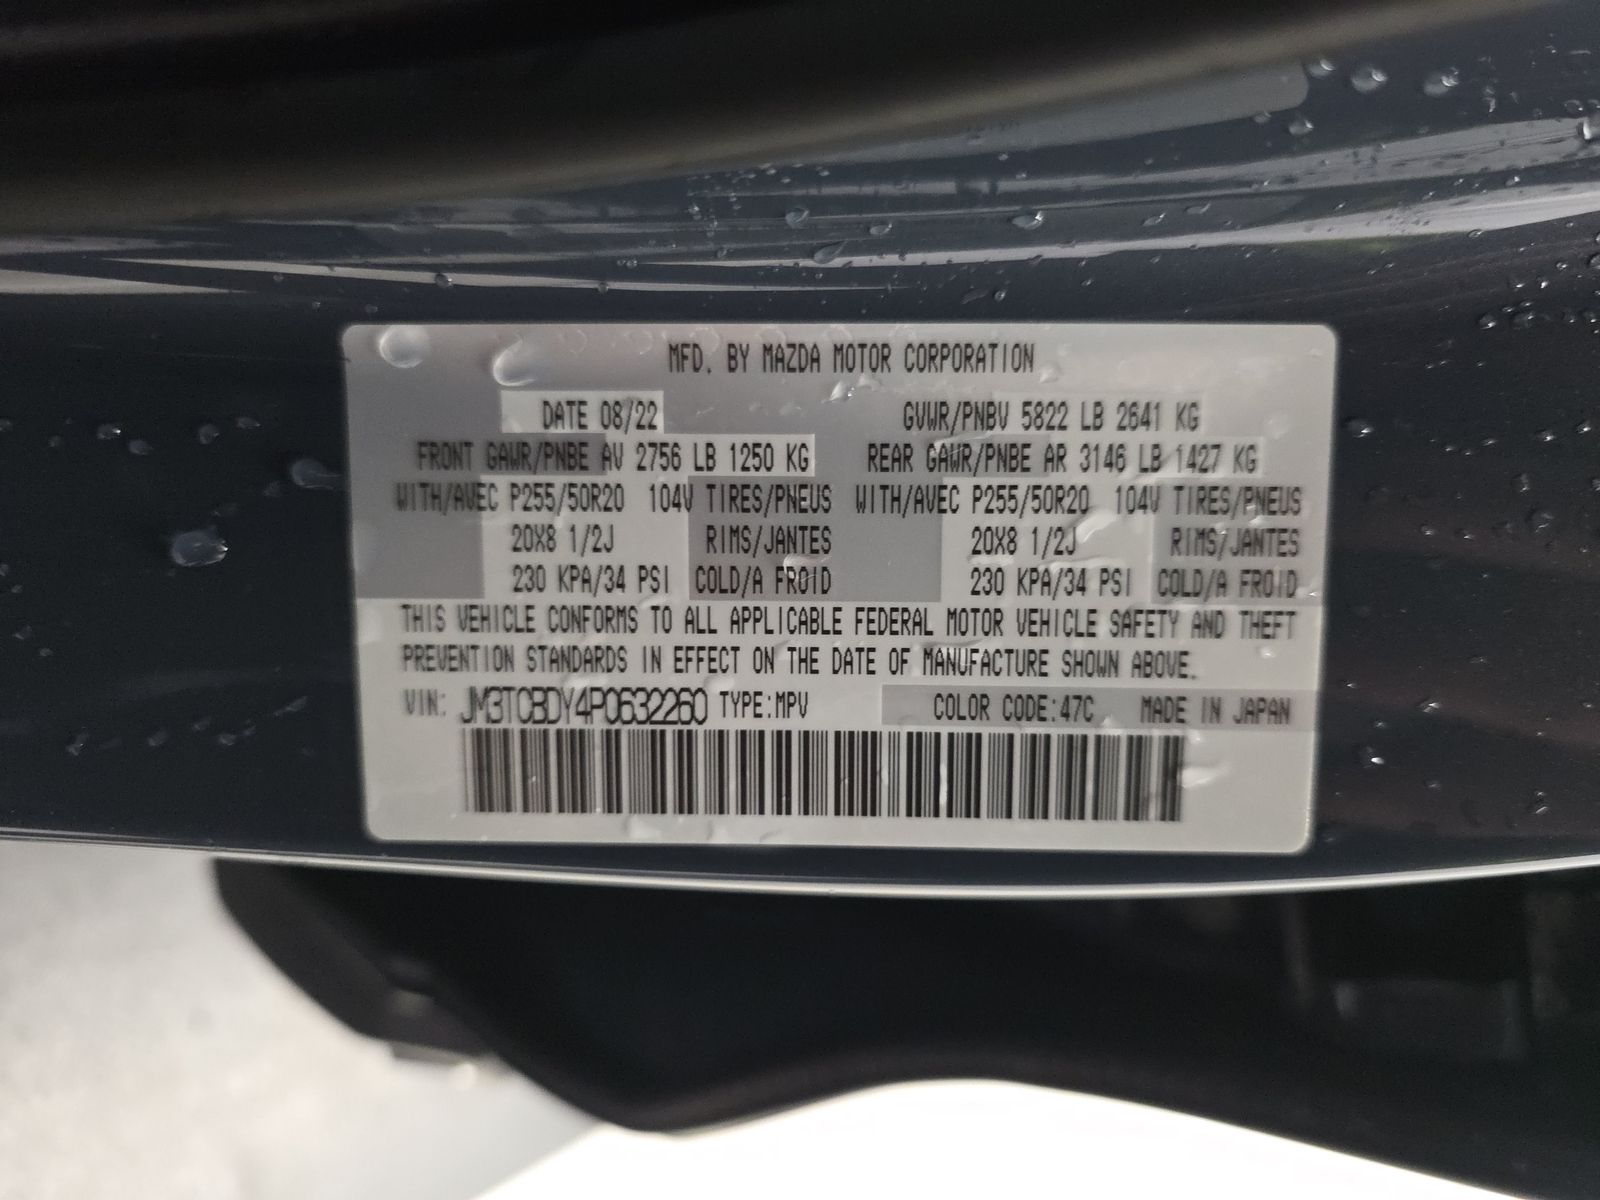 MFD. BY MAZDA MOTOR CORPORATION
DATE 08/22 GVWR/PNBV 5822 LB 2641 KG
FRONT GAWR/PNBE AV 2756 LB 1250 KG REAR GAWR/PNBE AR 3146 LB 1427 KG
WITH/AVEC P255/50R20 104V TIRES/PNEUS WITH/AVEC P255/50R20 104V TIRES/PNEUS
20X8 1/2J RIMS/JANTES 20X8 1/2J RIMS/JANTES
230 KPA/34 PSI COLD/A FROID 230 KPA/34 PSI COLD/A FROID
THIS VEHICLE CONFORMS TO ALL APPLICABLE FEDERAL MOTOR VEHICLE SAFETY AND THEFT
PREVENTION STANDARDS IN EFFECT ON THE DATE OF MANUFACTURE SHOWN ABOVE.
VIN: JM3TCBDY4P0632260 TYPE:MPV COLOR CODE:47C MADE IN JAPAN